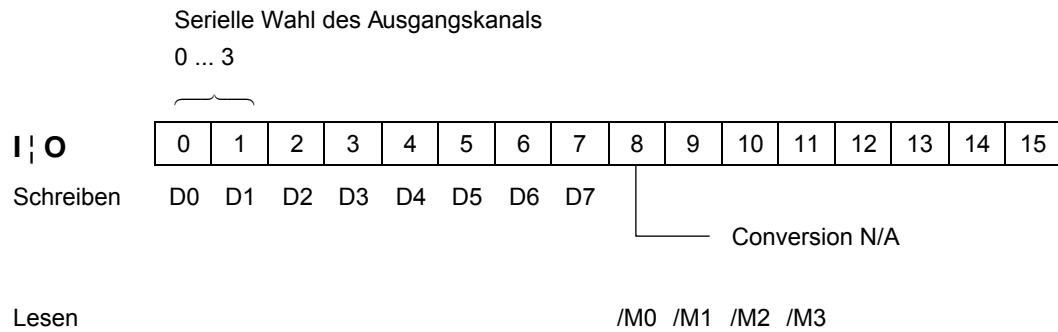 Serielle Wahl des Ausgangskanals
0 ... 3
I ¦ O 0 1 2 3 4 5 6 7 8 9 10 11 12 13 14 15
Schreiben D0 D1 D2 D3 D4 D5 D6 D7
Conversion N/A
Lesen /M0 /M1 /M2 /M3